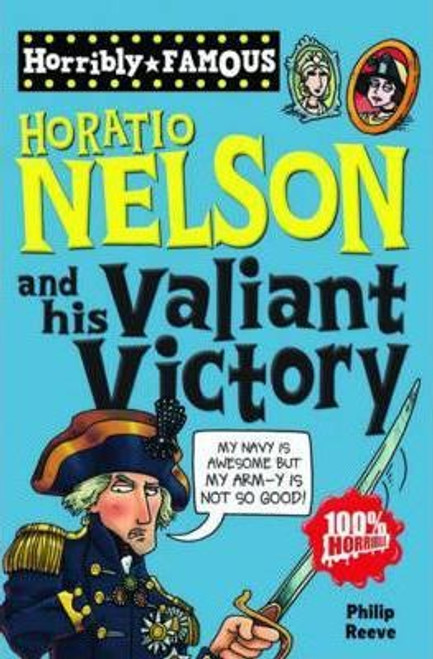 Horribly★FAMOUS
HORATIO
NELSON
and his Valiant
Victory
MY NAVY IS
AWESOME BUT
MY ARM-Y IS
NOT SO GOOD!
100%
HORRIBLE
Philip
Reeve